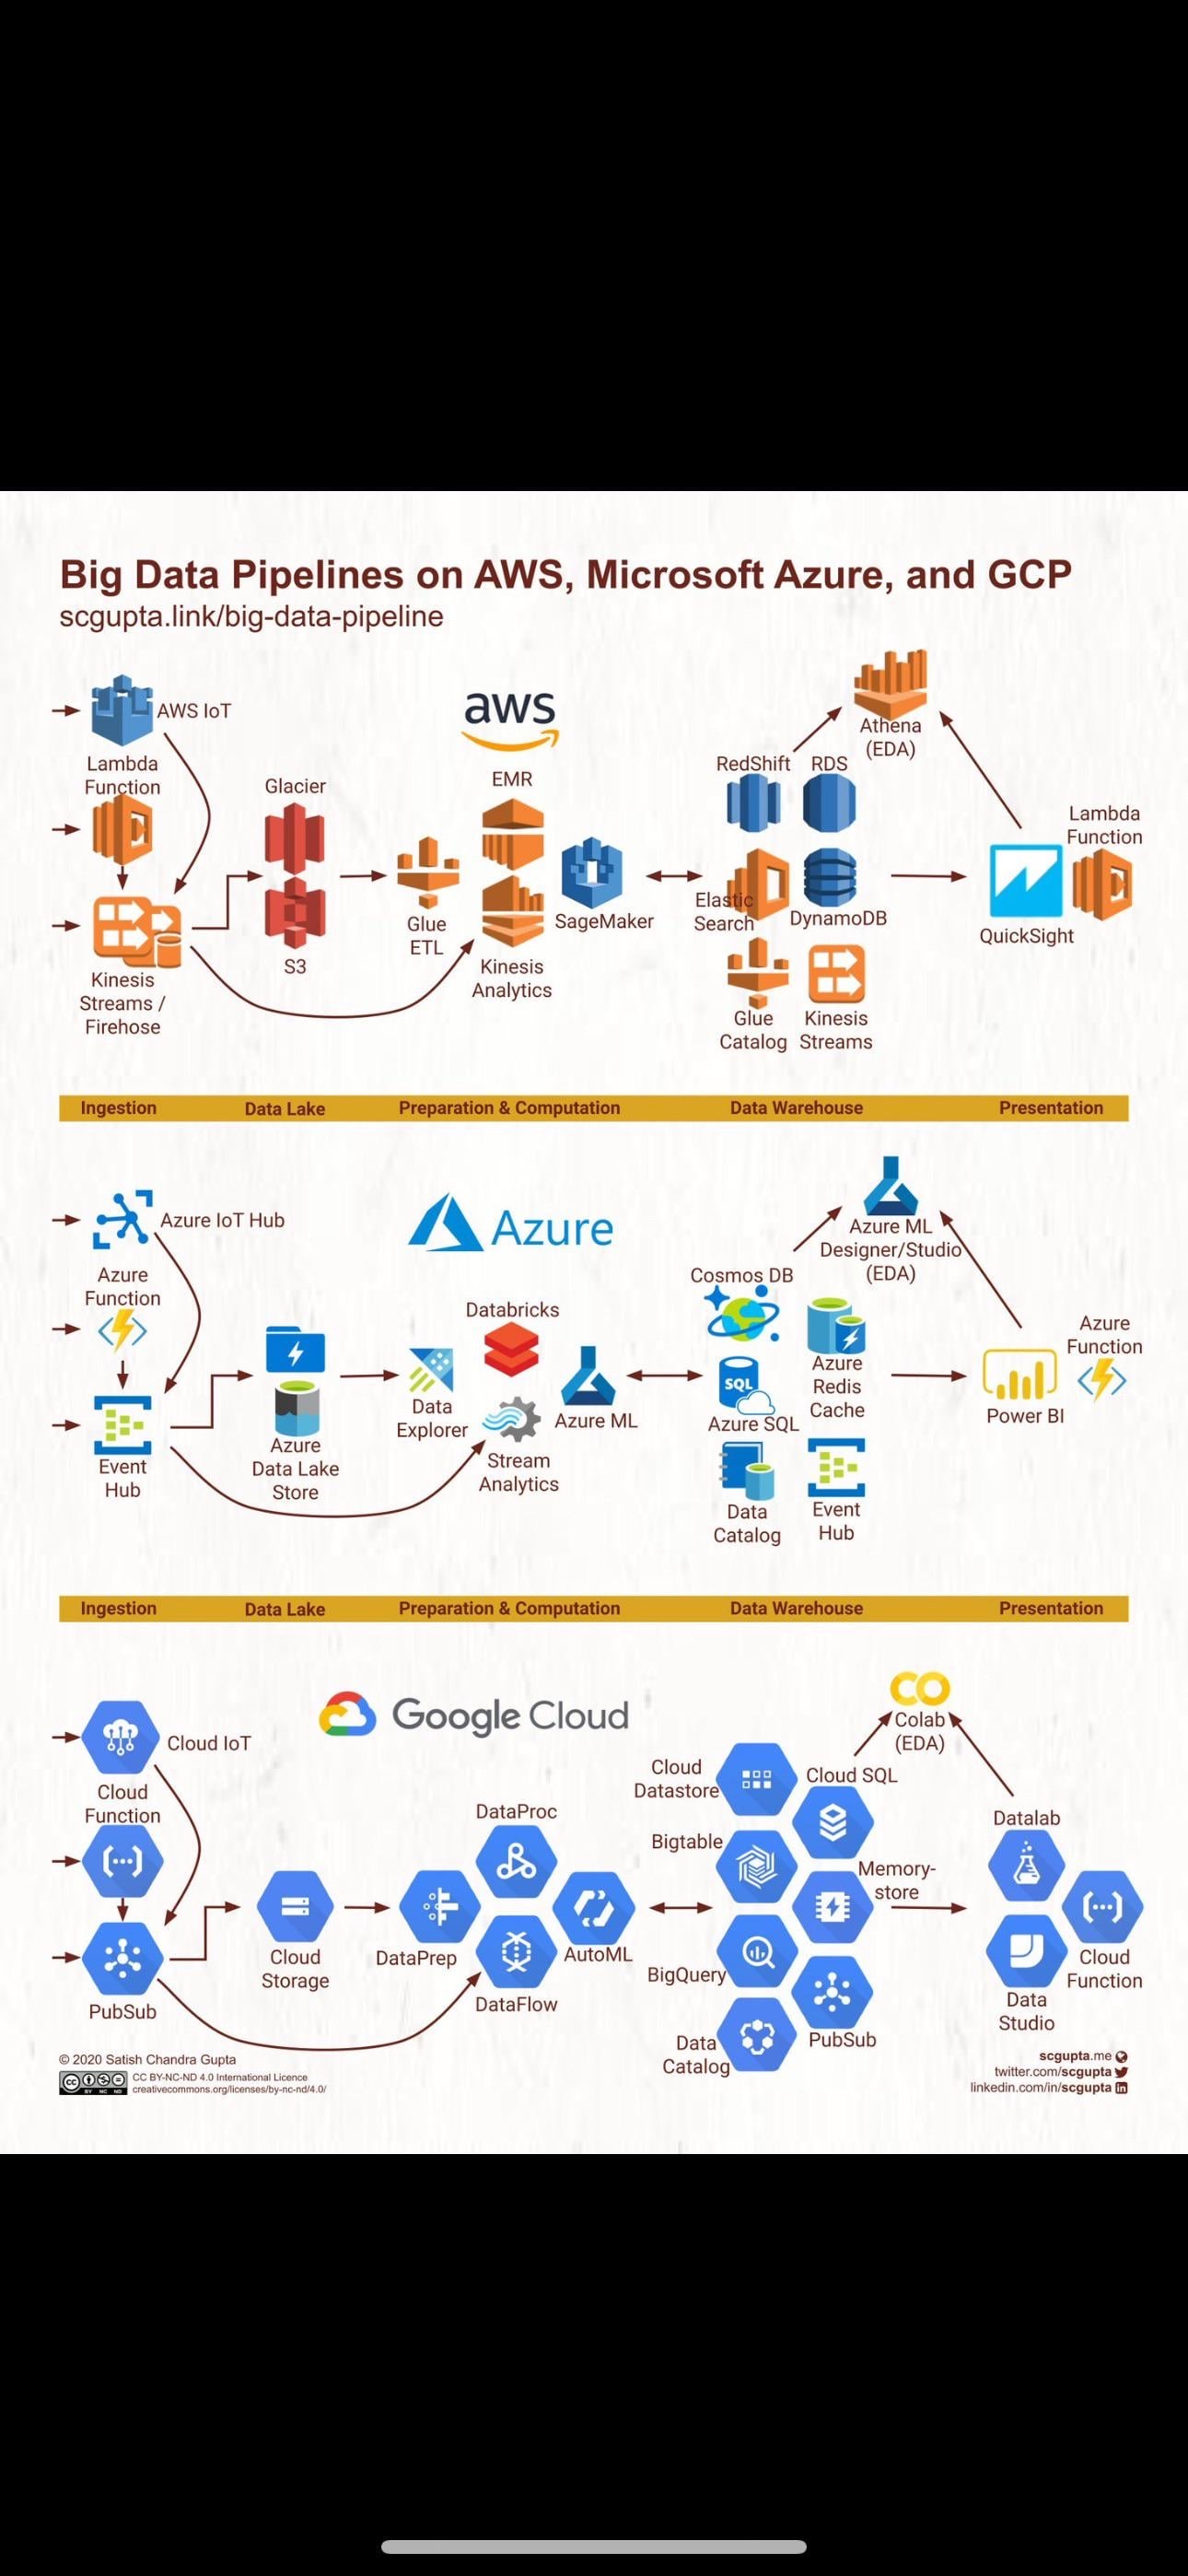 Big Data Pipelines on AWS, Microsoft Azure, and GCP
scgupta.link/big-data-pipeline
AWS IoT
Lambda
Function
Kinesis
Streams /
Firehose
Glacier
S3
aws
EMR
Glue
ETL
Kinesis
Analytics
SageMaker
RedShift
RDS
Elastic
Search
DynamoDB
Glue
Catalog
Kinesis
Streams
Athena
(EDA)
Lambda
Function
QuickSight
Ingestion
Data Lake
Preparation & Computation
Data Warehouse
Presentation
Azure IoT Hub
Azure
Function
Event
Hub
Azure
Data Lake
Store
Azure
Databricks
Data
Explorer
Stream
Analytics
Azure ML
Cosmos DB
SQL
Azure SQL
Azure
Redis
Cache
Data
Catalog
Event
Hub
Azure ML
Designer/Studio
(EDA)
Azure
Function
Power BI
Ingestion
Data Lake
Preparation & Computation
Data Warehouse
Presentation
Cloud IoT
Cloud
Function
PubSub
Cloud
Storage
Google Cloud
DataProc
DataPrep
AutoML
DataFlow
Cloud
Datastore
Cloud SQL
Bigtable
Memory-
store
BigQuery
PubSub
Data
Catalog
Colab
(EDA)
Datalab
Cloud
Function
Data
Studio
© 2020 Satish Chandra Gupta
cc
BY NC ND
CC BY-NC-ND 4.0 International Licence
creativecommons.org/licenses/by-nc-nd/4.0/
scgupta.me
twitter.com/scgupta
linkedin.com/in/scgupta in